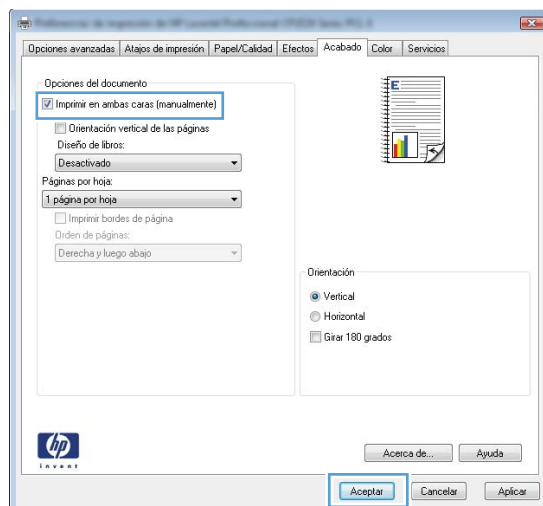 Opciones avanzadas Atajos de impresión Papel/Calidad Efectos Acabado Color Servicios
Opciones del documento
Imprimir en ambas caras (manualmente)
Orientación vertical de las páginas
Diseño de libros:
Desactivado
Páginas por hoja:
1 página por hoja
Imprimir bordes de página
Orden de páginas:
Derecha y luego abajo
E
Orientación
Vertical
Horizontal
Girar 180 grados
hp
invent
Acerca de... Ayuda
Aceptar Cancelar Aplicar